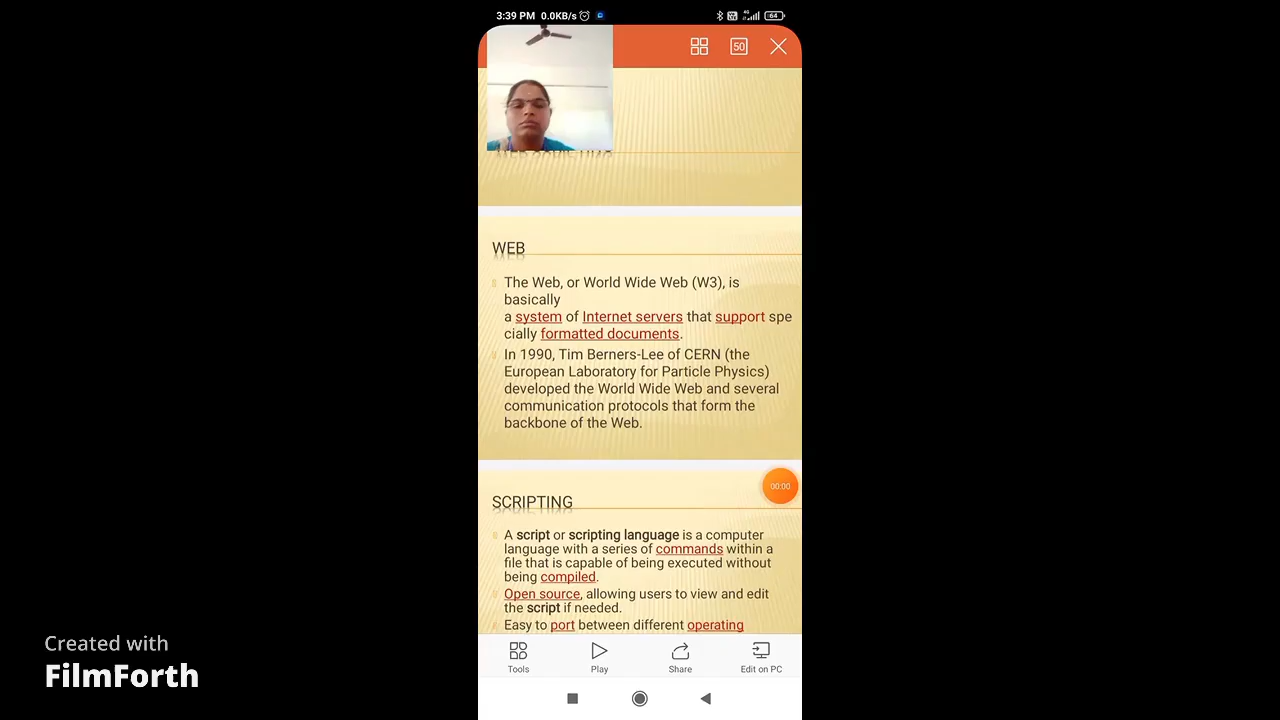 3:39 PM 0.0KB/s
4G 64
50
WEB
The Web, or World Wide Web (W3), is
basically
a system of Internet servers that support spe
cially formatted documents.
In 1990, Tim Berners-Lee of CERN (the
European Laboratory for Particle Physics)
developed the World Wide Web and several
communication protocols that form the
backbone of the Web.
00:00
SCRIPTING
A script or scripting language is a computer
language with a series of commands within a
file that is capable of being executed without
being compiled.
Open source, allowing users to view and edit
the script if needed.
Easy to port between different operating
Tools Play Share Edit on PC
Created with
FilmForth